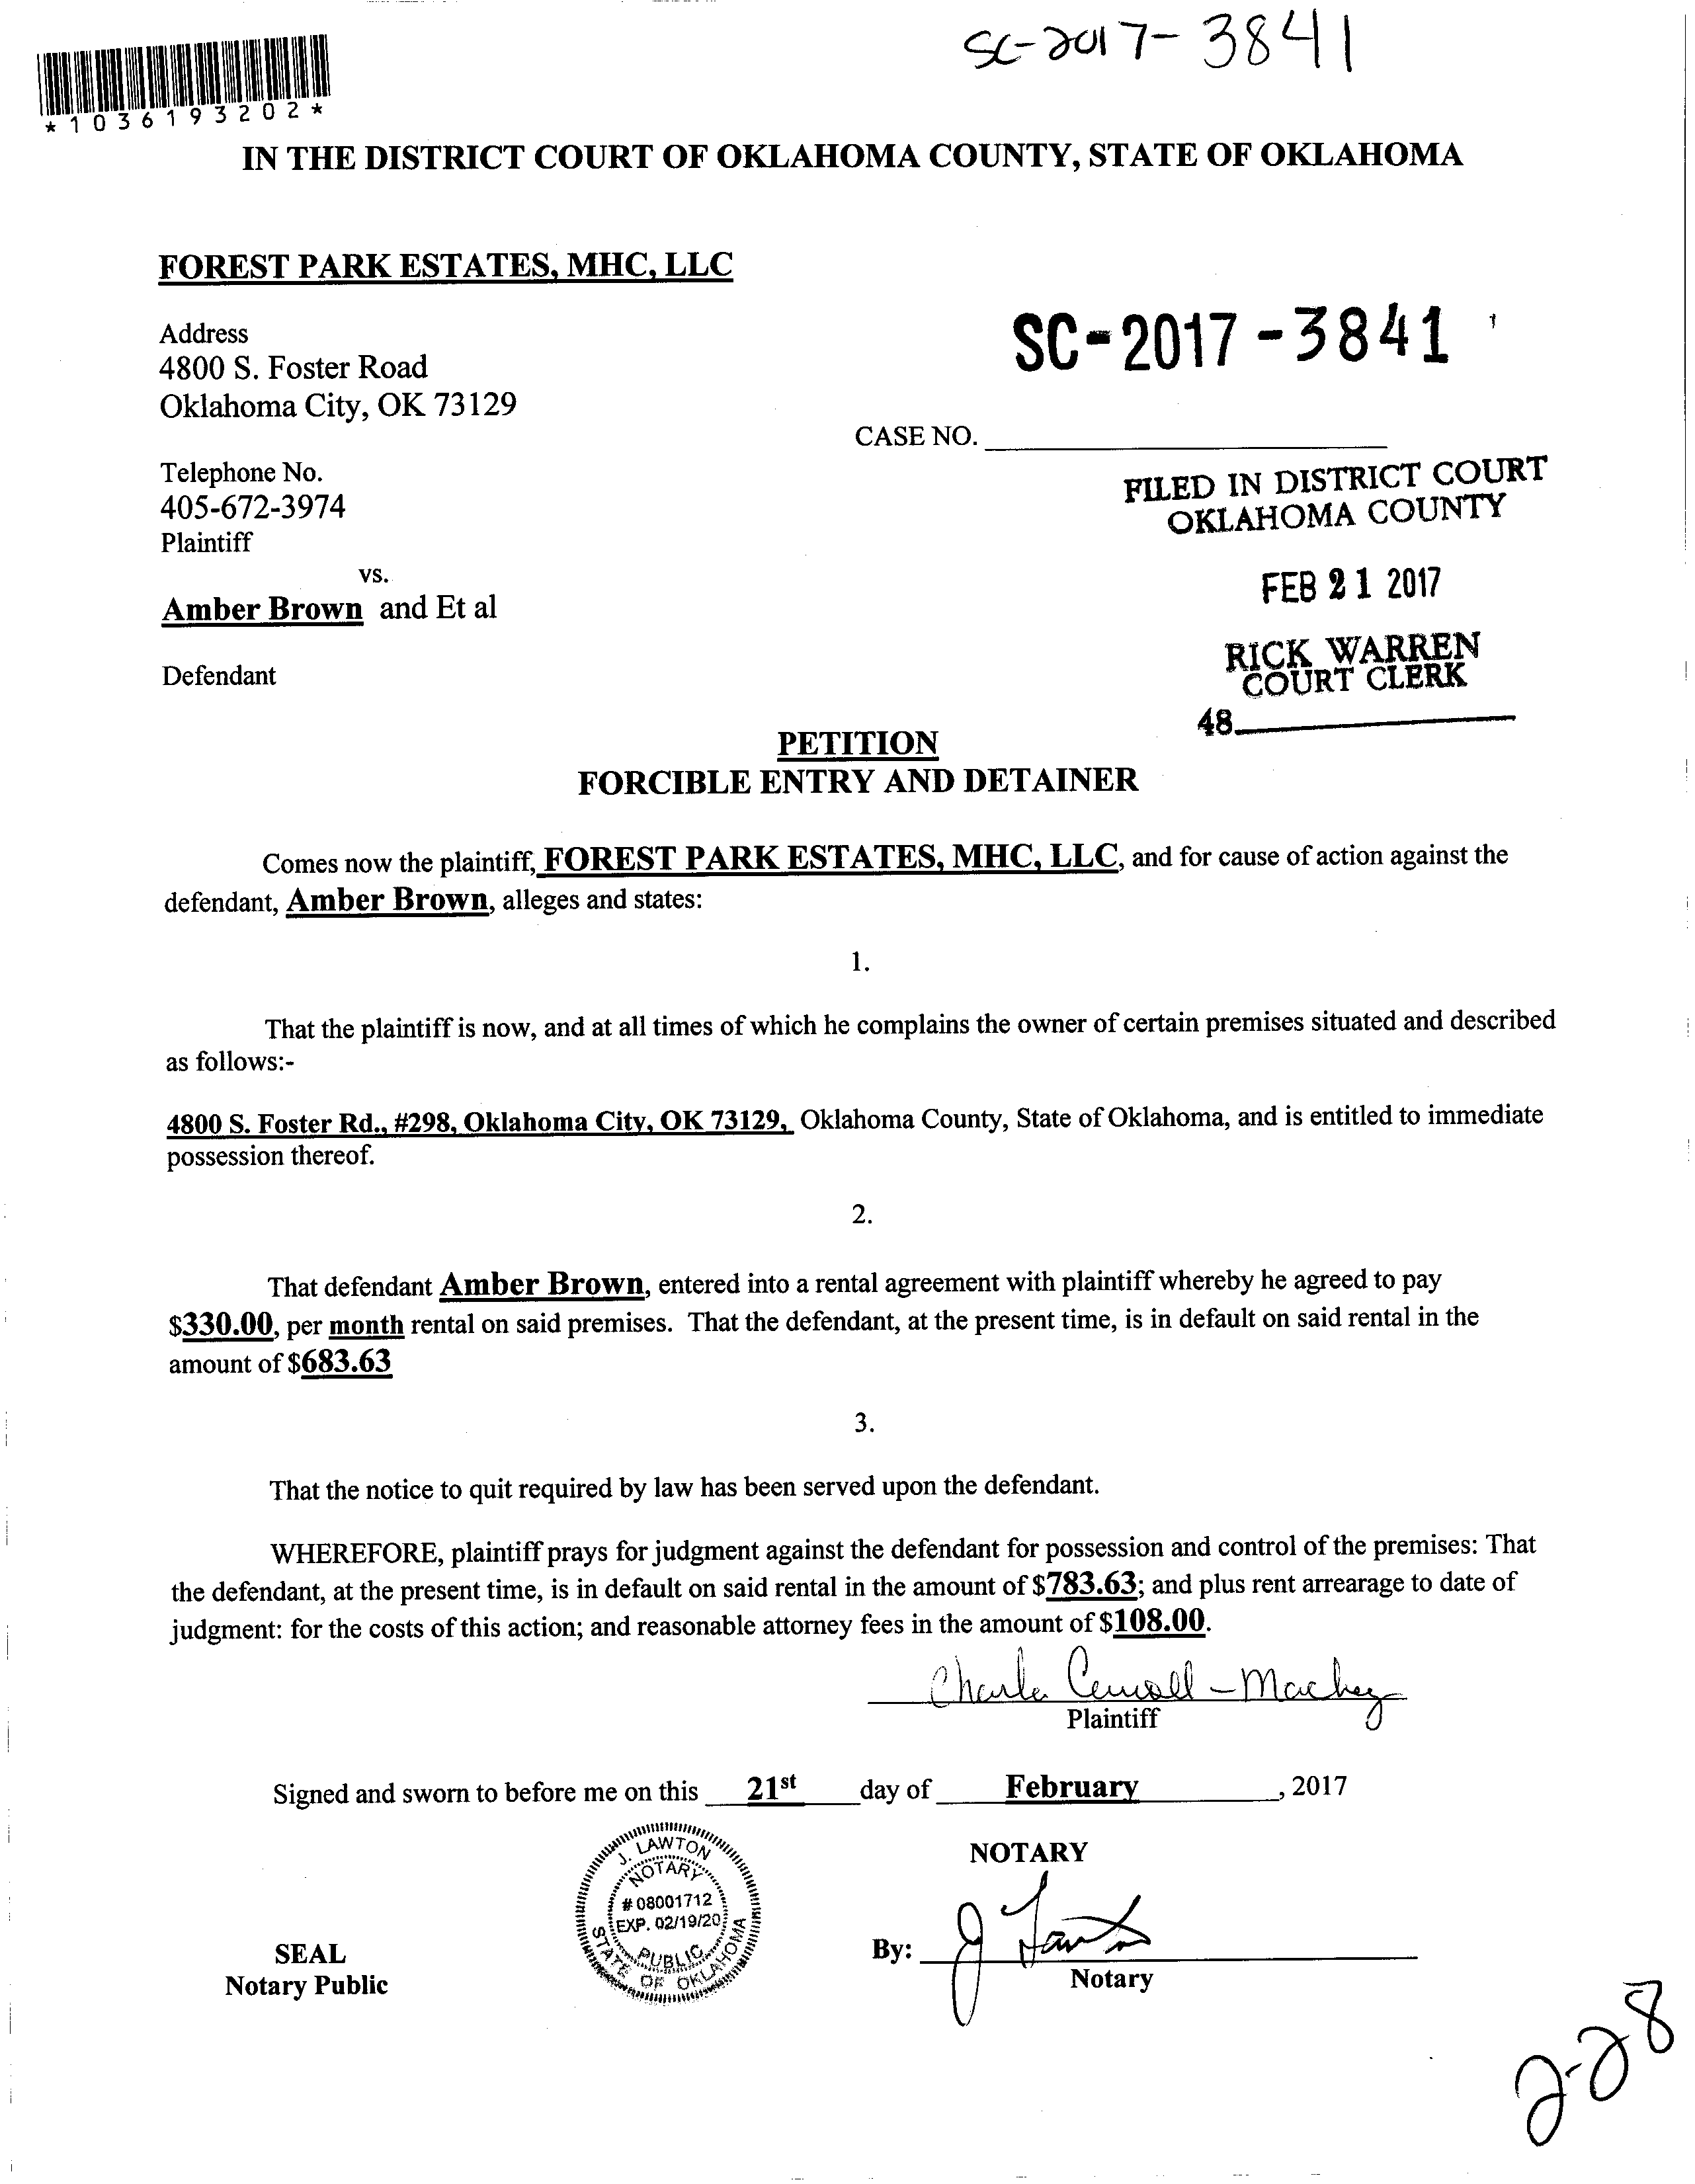 SC-2017-3841
*1036193202*
IN THE DISTRICT COURT OF OKLAHOMA COUNTY, STATE OF OKLAHOMA
FOREST PARK ESTATES, MHC, LLC
Address
4800 S. Foster Road
Oklahoma City, OK 73129
SC-2017-3841
CASE NO.
Telephone No.
405-672-3974
Plaintiff
vs.
Amber Brown and Et al
Defendant
FILED IN DISTRICT COURT
OKLAHOMA COUNTY
FEB 21 2017
RICK WARREN
COURT CLERK
48
PETITION
FORCIBLE ENTRY AND DETAINER
Comes now the plaintiff, FOREST PARK ESTATES, MHC, LLC, and for cause of action against the
defendant, Amber Brown, alleges and states:
1.
That the plaintiff is now, and at all times of which he complains the owner of certain premises situated and described
as follows:-
4800 S. Foster Rd., #298, Oklahoma City, OK 73129, Oklahoma County, State of Oklahoma, and is entitled to immediate
possession thereof.
2.
That defendant Amber Brown, entered into a rental agreement with plaintiff whereby he agreed to pay
$330.00, per month rental on said premises. That the defendant, at the present time, is in default on said rental in the
amount of $683.63
3.
That the notice to quit required by law has been served upon the defendant.
WHEREFORE, plaintiff prays for judgment against the defendant for possession and control of the premises: That
the defendant, at the present time, is in default on said rental in the amount of $783.63; and plus rent arrearage to date of
judgment: for the costs of this action; and reasonable attorney fees in the amount of $108.00.
Plaintiff
Signed and sworn to before me on this 21st day of February, 2017
J. LAWTON
NOTARY
# 08001712
EXP. 02/19/20
PUBLIC
STATE OF OKLAHOMA
SEAL
Notary Public
NOTARY
By: J Lawton
Notary
2-28